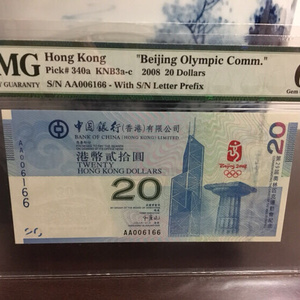 MG Hong Kong "Beijing Olympic Comm."
Pick# 340a KNB3a-c 2008 20 Dollars
Y GUARANTY S/N AA006166 - With S/N Letter Prefix
Gem
中國銀行(香港)有限公司
BANK OF CHINA (HONG KONG) LIMITED
港幣貳拾圓
TWENTY
HONG KONG DOLLARS
20
20
Beijing 2008
AA006166
AA006166